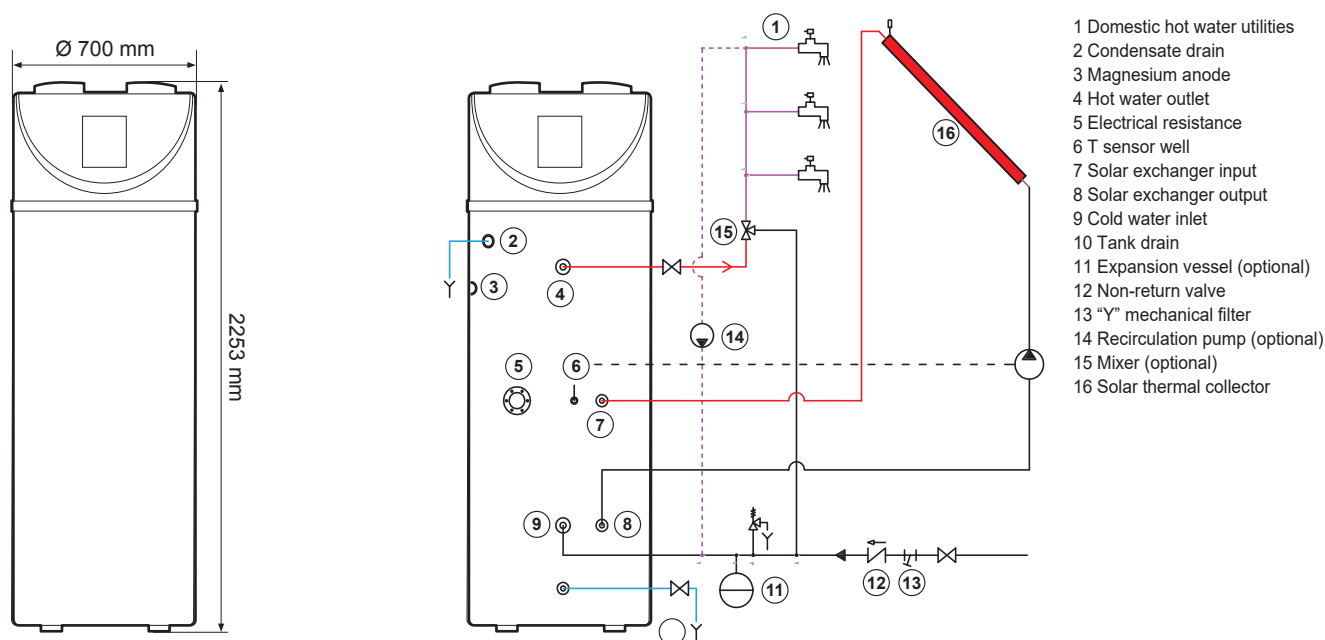 Ø 700 mm
2253 mm
1
2
3
4
5
6
7
8
9
11
12
13
14
15
16
1 Domestic hot water utilities
2 Condensate drain
3 Magnesium anode
4 Hot water outlet
5 Electrical resistance
6 T sensor well
7 Solar exchanger input
8 Solar exchanger output
9 Cold water inlet
10 Tank drain
11 Expansion vessel (optional)
12 Non-return valve
13 “Y” mechanical filter
14 Recirculation pump (optional)
15 Mixer (optional)
16 Solar thermal collector